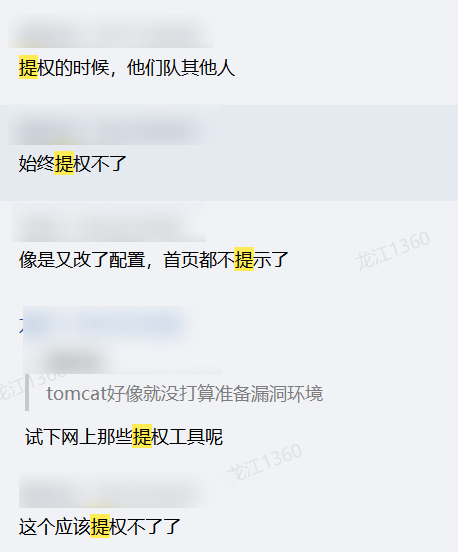 提权的时候，他们队其他人
始终提权不了
像是又改了配置，首页都不提示了
龙江1360
tomcat好像就没打算准备漏洞环境
试下网上那些提权工具呢
龙江1360
这个应该提权不了了